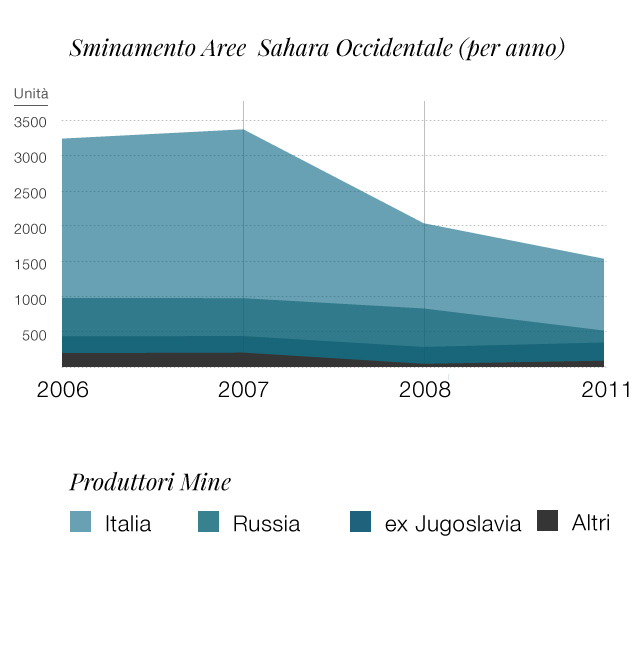 Sminamento Aree Sahara Occidentale (per anno)
Unità
3500
3000
2500
2000
1500
1000
500
2006 2007 2008 2011
Produttori Mine
Italia Russia ex Jugoslavia Altri